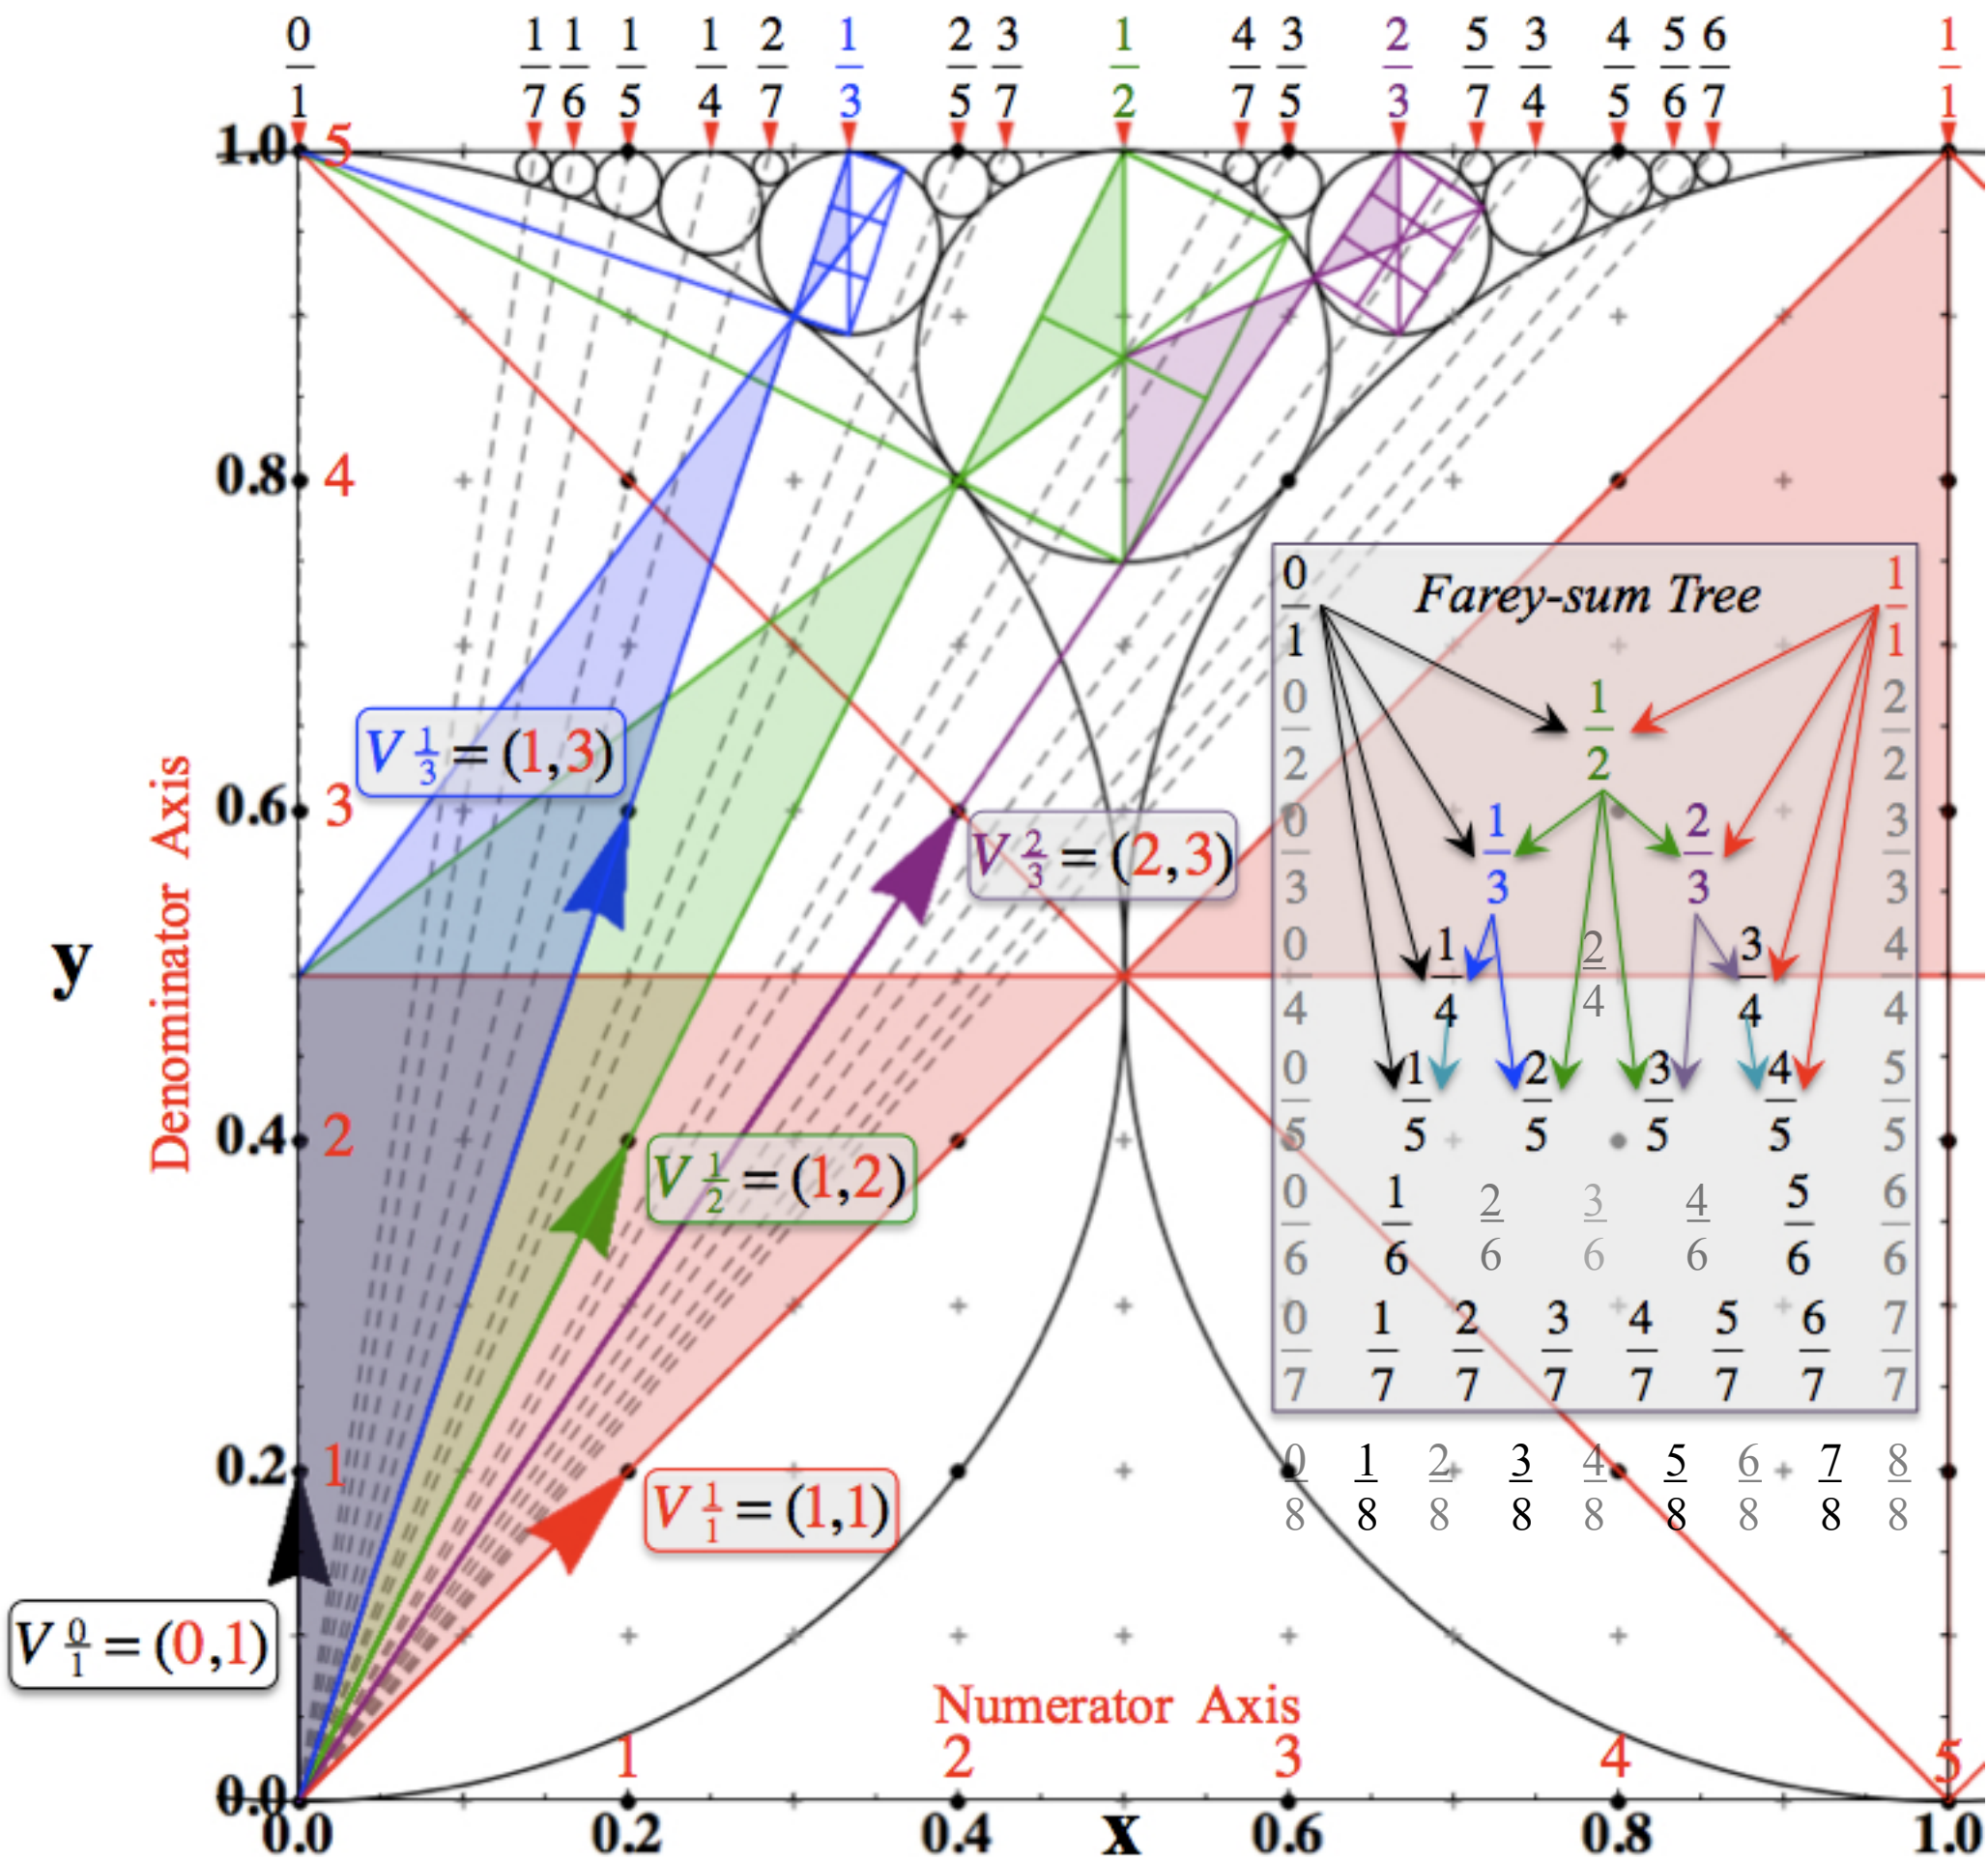 0 1 1 1 1 2 1 2 3 1 4 3 2 5 3 4 5 6 1
1 7 6 5 4 7 3 5 7 2 7 5 3 7 4 5 6 7 1
1.0 5
0.8 4
0 Farey-sum Tree 1
1 1
0 1 2
2 2 2
V 1/3 = (1,3)
0.6 3
V 2/3 = (2,3)
0 1 2 3
3 3 3 3
0 1 2 3 4
4 4 4 4 4
y
Denominator Axis
0 1 2 3 4 5
5 5 5 5 5 5
0.4 2
V 1/2 = (1,2)
0 1 2 3 4 5 6
6 6 6 6 6 6 6
0 1 2 3 4 5 6 7
7 7 7 7 7 7 7 7
0.2 1
0 1 2 3 4 5 6 7 8
8 8 8 8 8 8 8 8 8
V 1/1 = (1,1)
V 0/1 = (0,1)
Numerator Axis
1 2 3 4 5
0.0
0.0 0.2 0.4 x 0.6 0.8 1.0